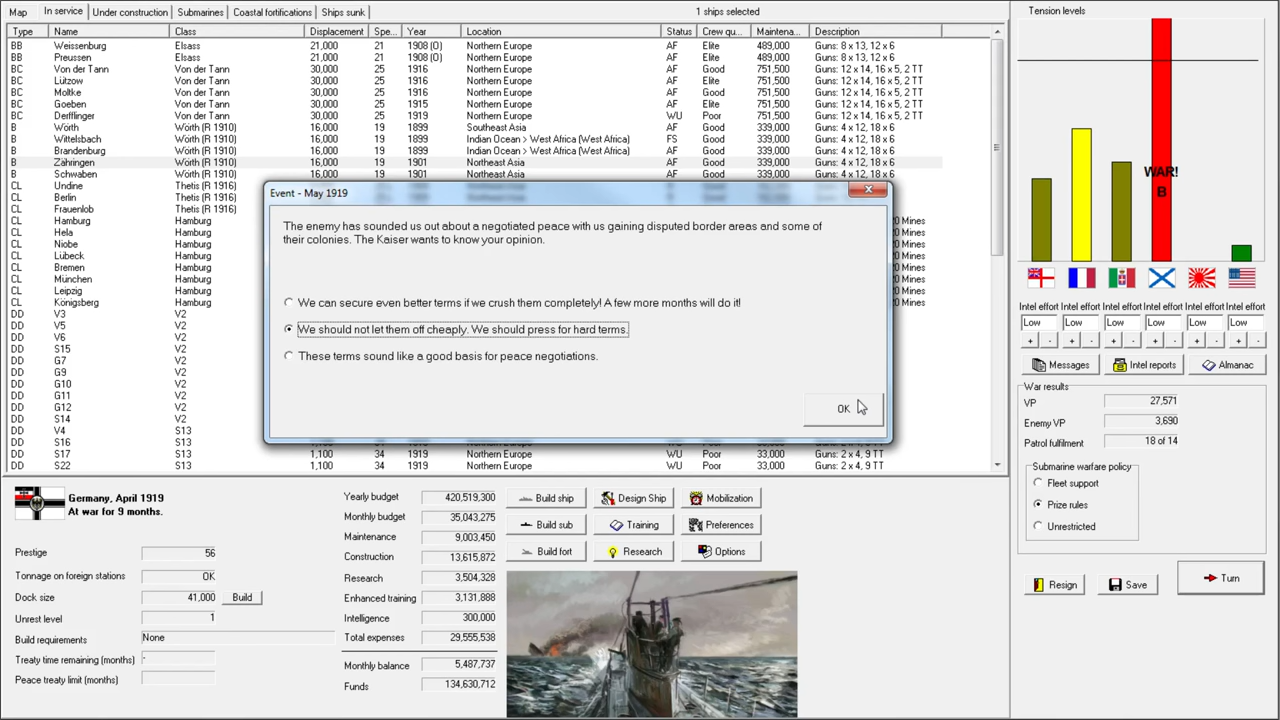 Map In service Under construction Submarines Coastal fortifications Ships sunk 1 ships selected Tension levels
Type Name Class Displacement Spe... Year Location Status Crew qu... Maintena... Description
BB Weissenburg Elsass 21,000 21 1908 (O) Northern Europe AF Elite 489,000 Guns: 8 x 13, 12 x 6
BB Preussen Elsass 21,000 21 1908 (O) Northern Europe AF Elite 489,000 Guns: 8 x 13, 12 x 6
BC Von der Tann Von der Tann 30,000 25 1916 Northern Europe AF Good 751,500 Guns: 12 x 14, 16 x 5, 2 TT
BC Lützow Von der Tann 30,000 25 1916 Northern Europe AF Elite 751,500 Guns: 12 x 14, 16 x 5, 2 TT
BC Moltke Von der Tann 30,000 25 1916 Northern Europe AF Good 751,500 Guns: 12 x 14, 16 x 5, 2 TT
BC Goeben Von der Tann 30,000 25 1915 Northern Europe AF Elite 751,500 Guns: 12 x 14, 16 x 5, 2 TT
BC Derfflinger Von der Tann 30,000 25 1919 Northern Europe WU Poor 751,500 Guns: 12 x 14, 16 x 5, 2 TT
B Wörth Wörth (R 1910) 16,000 19 1899 Southeast Asia AF Good 339,000 Guns: 4 x 12, 18 x 6
B Wittelsbach Wörth (R 1910) 16,000 19 1899 Indian Ocean > West Africa (West Africa) FS Good 339,000 Guns: 4 x 12, 18 x 6
B Brandenburg Wörth (R 1910) 16,000 19 1899 Indian Ocean > West Africa (West Africa) FS Good 339,000 Guns: 4 x 12, 18 x 6
B Zähringen Wörth (R 1910) 16,000 19 1901 Northeast Asia AF Good 339,000 Guns: 4 x 12, 18 x 6
B Schwaben Wörth (R 1910) 16,000 19 1901 Northeast Asia AF Good 339,000 Guns: 4 x 12, 18 x 6
CL Undine Thetis (R 1916)
CL Berlin Thetis (R 1916)
CL Frauenlob Thetis (R 1916)
CL Hamburg Hamburg 20 Mines
CL Hela Hamburg 20 Mines
CL Niobe Hamburg 20 Mines
CL Lübeck Hamburg 20 Mines
CL Bremen Hamburg 20 Mines
CL München Hamburg 20 Mines
CL Leipzig Hamburg 20 Mines
CL Königsberg Hamburg 20 Mines
DD V3 V2
DD V5 V2
DD V6 V2
DD S15 V2
DD G7 V2
DD G9 V2
DD G10 V2
DD G11 V2
DD G12 V2
DD S14 V2
DD V4 S13
DD S16 S13
DD S17 S13 1,100 34 1919 Northern Europe WU Poor 33,000 Guns: 2 x 4, 9 TT
DD S22 S13 1,100 34 1919 Northern Europe WU Poor 33,000 Guns: 2 x 4, 9 TT
Event - May 1919
The enemy has sounded us out about a negotiated peace with us gaining disputed border areas and some of
their colonies. The Kaiser wants to know your opinion.
We can secure even better terms if we crush them completely! A few more months will do it!
We should not let them off cheaply. We should press for hard terms.
These terms sound like a good basis for peace negotiations.
OK
WAR!
B
Intel effort Intel effort Intel effort Intel effort Intel effort Intel effort
Low Low Low Low Low Low
+ - + - + - + - + - + -
Messages Intel reports Almanac
War results
VP 27,571
Enemy VP 3,690
Patrol fulfilment 18 of 14
Submarine warfare policy
Fleet support
Prize rules
Unrestricted
Resign Save Turn
Germany, April 1919
At war for 9 months.
Prestige 56
Tonnage on foreign stations OK
Dock size 41,000 Build
Unrest level 1
Build requirements None
Treaty time remaining (months) -
Peace treaty limit (months)
Yearly budget 420,519,300
Monthly budget 35,043,275
Maintenance 9,003,450
Construction 13,615,872
Research 3,504,328
Enhanced training 3,131,888
Intelligence 300,000
Total expenses 29,555,538
Monthly balance 5,487,737
Funds 134,630,712
Build ship Design Ship Mobilization
Build sub Training Preferences
Build fort Research Options